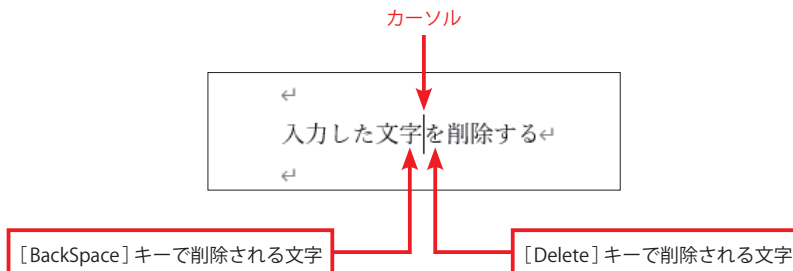 カーソル
↵
入力した文字を削除する↵
↵
[BackSpace]キーで削除される文字
[Delete]キーで削除される文字